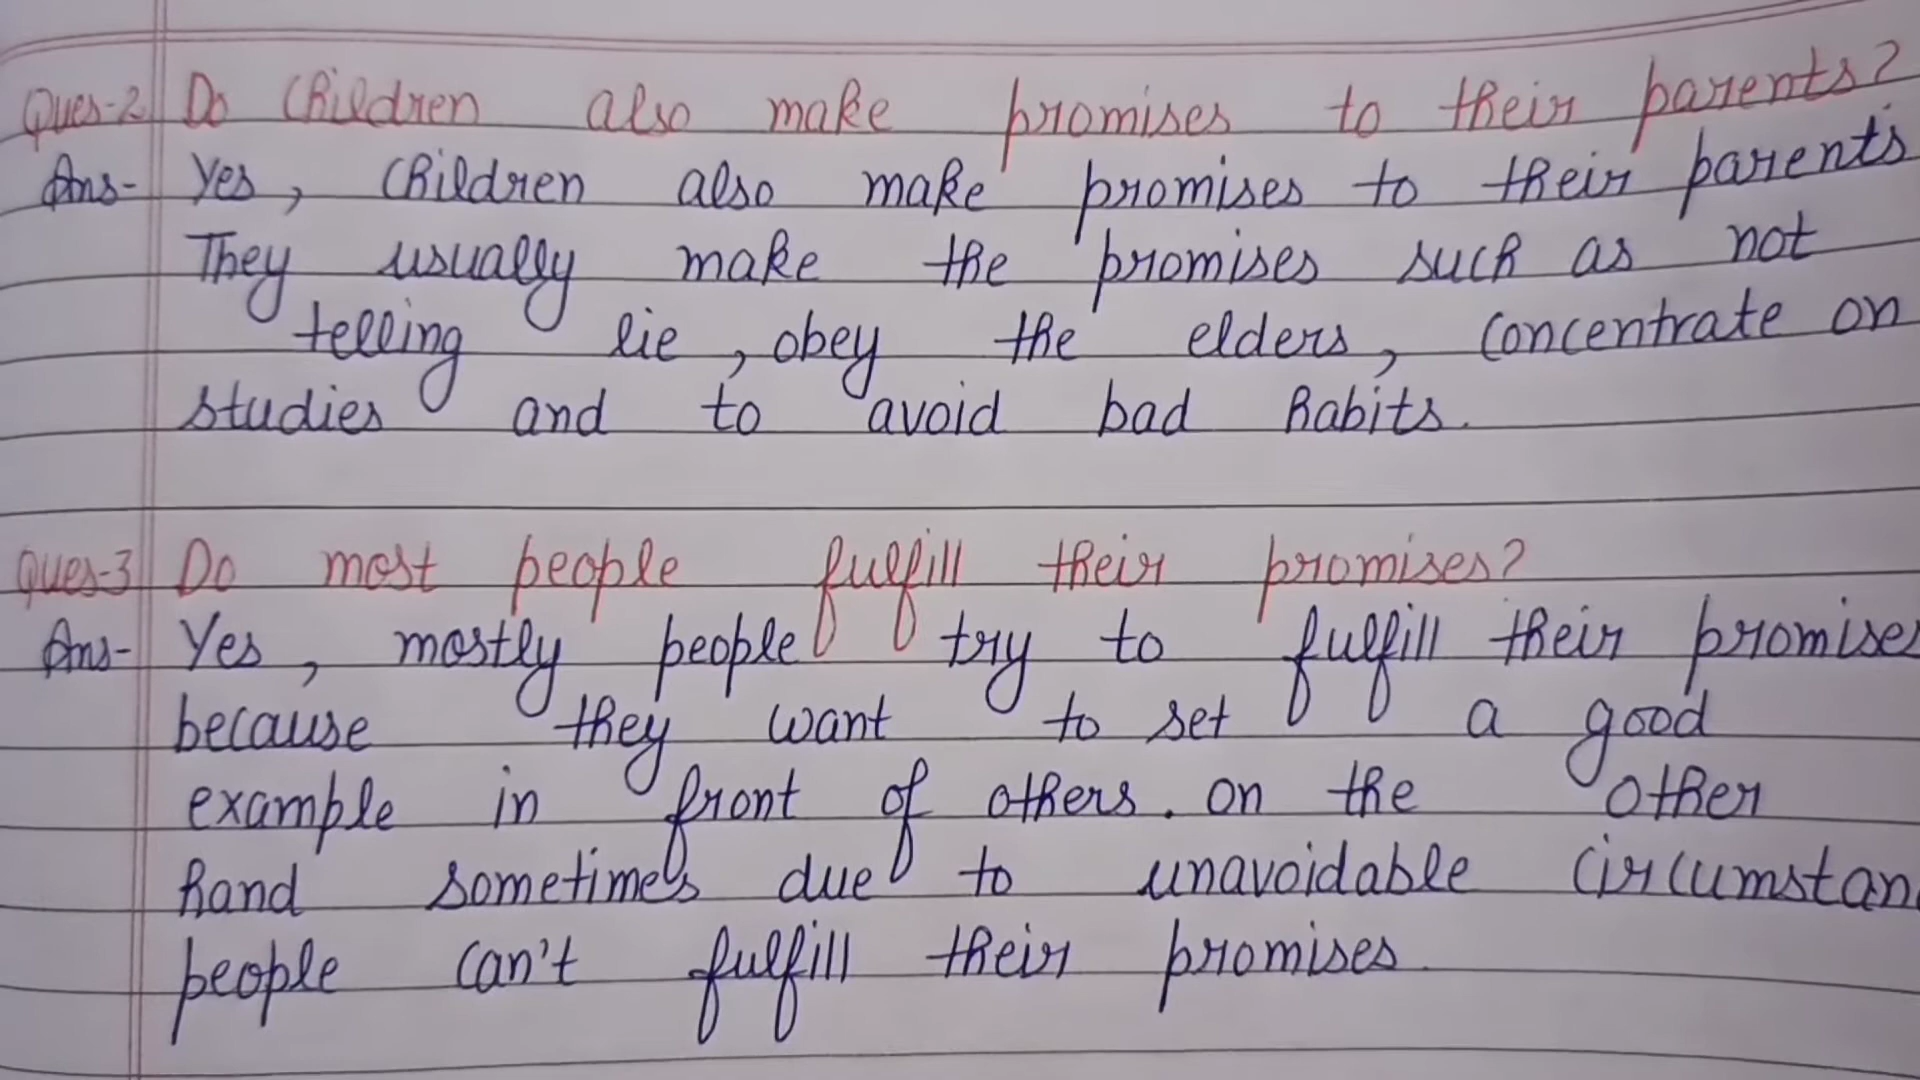 Ques-2 Do Children also make promises to their parents?
Ans- Yes, Children also make promises to their parents
They usually make the promises such as not
telling lie, obey the elders, concentrate on
studies and to avoid bad habits.
Ques-3 Do most people fulfill their promises?
Ans- Yes, mostly people try to fulfill their promises
because they want to set a good
example in front of others. on the other
hand sometimes due to unavoidable circumstan
people can't fulfill their promises.